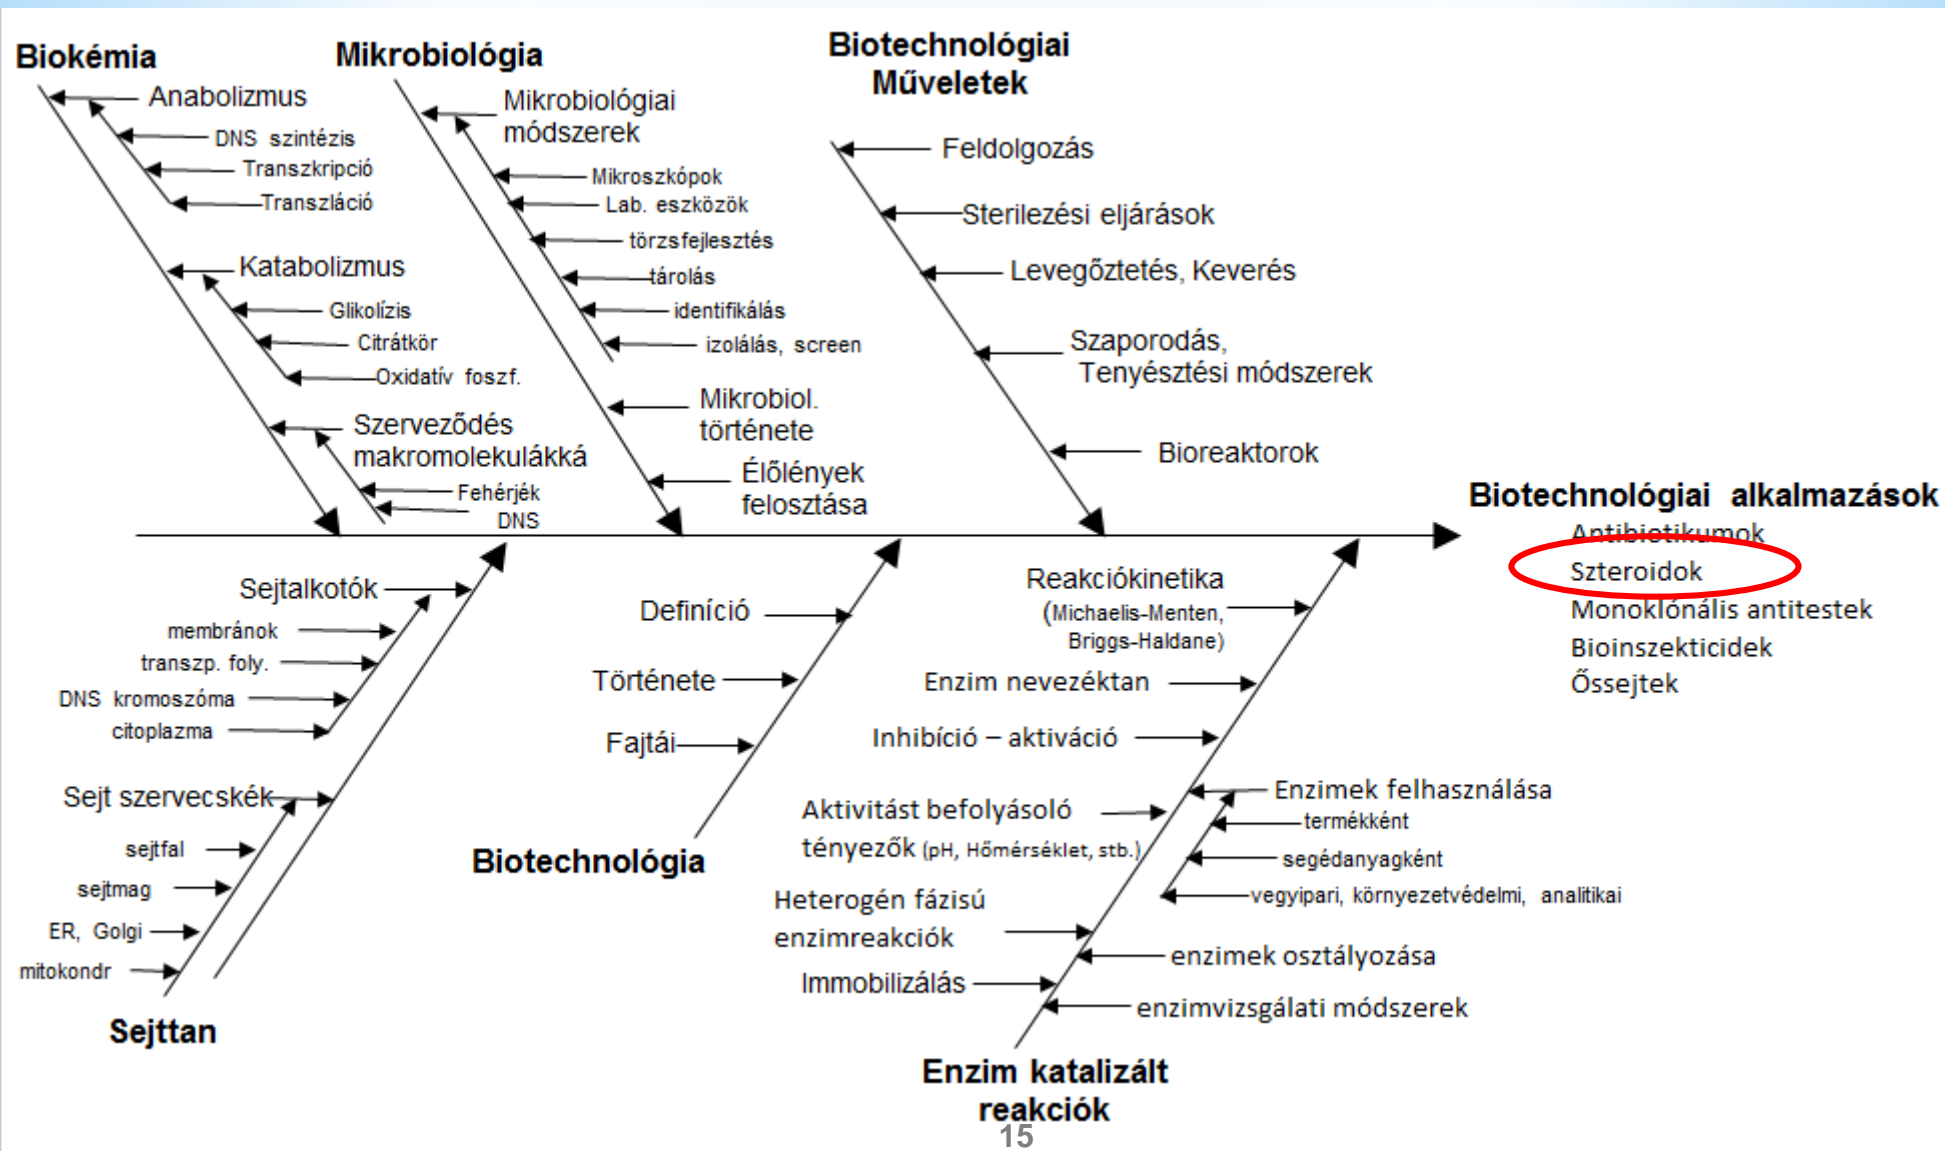 Biokémia
Anabolizmus
DNS szintézis
Transzkripció
Transzláció
Katabolizmus
Glikolízis
Citrátkör
Oxidatív foszf.
Szerveződés
makromolekulákká
Fehérjék
DNS
Mikrobiológia
Mikrobiológiai
módszerek
Mikroszkópok
Lab. eszközök
törzsfejlesztés
tárolás
identifikálás
izolálás, screen
Mikrobiol.
története
Élőlények
felosztása
Biotechnológiai
Műveletek
Feldolgozás
Sterilezési eljárások
Levegőztetés, Keverés
Szaporodás,
Tenyésztési módszerek
Bioreaktorok
Biotechnológiai alkalmazások
Antibiotikumok
Szteroidok
Monoklónális antitestek
Bioinszekticidek
Őssejtek
Sejtalkotók
membránok
transzp. foly.
DNS kromoszóma
citoplazma
Sejt szervecskék
sejtfal
sejtmag
ER, Golgi
mitokondr
Sejttan
Definíció
Története
Fajtái
Biotechnológia
Reakciókinetika
(Michaelis-Menten,
Briggs-Haldane)
Enzim nevezéktan
Inhibíció – aktiváció
Aktivitást befolyásoló
tényezők (pH, Hőmérséklet, stb.)
Heterogén fázisú
enzimreakciók
Immobilizálás
Enzimek felhasználása
termékként
segédanyagként
vegyipari, környezetvédelmi, analitikai
enzimek osztályozása
enzimvizsgálati módszerek
Enzim katalizált
reakciók
15